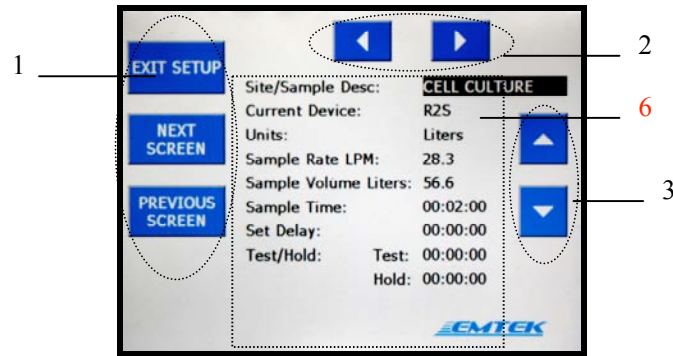 1
2
EXIT SETUP
Site/Sample Desc: CELL CULTURE
Current Device: R2S
6
NEXT
SCREEN
Units: Liters
Sample Rate LPM: 28.3
Sample Volume Liters: 56.6
3
PREVIOUS
SCREEN
Sample Time: 00:02:00
Set Delay: 00:00:00
Test/Hold: Test: 00:00:00
Hold: 00:00:00
EMTEK